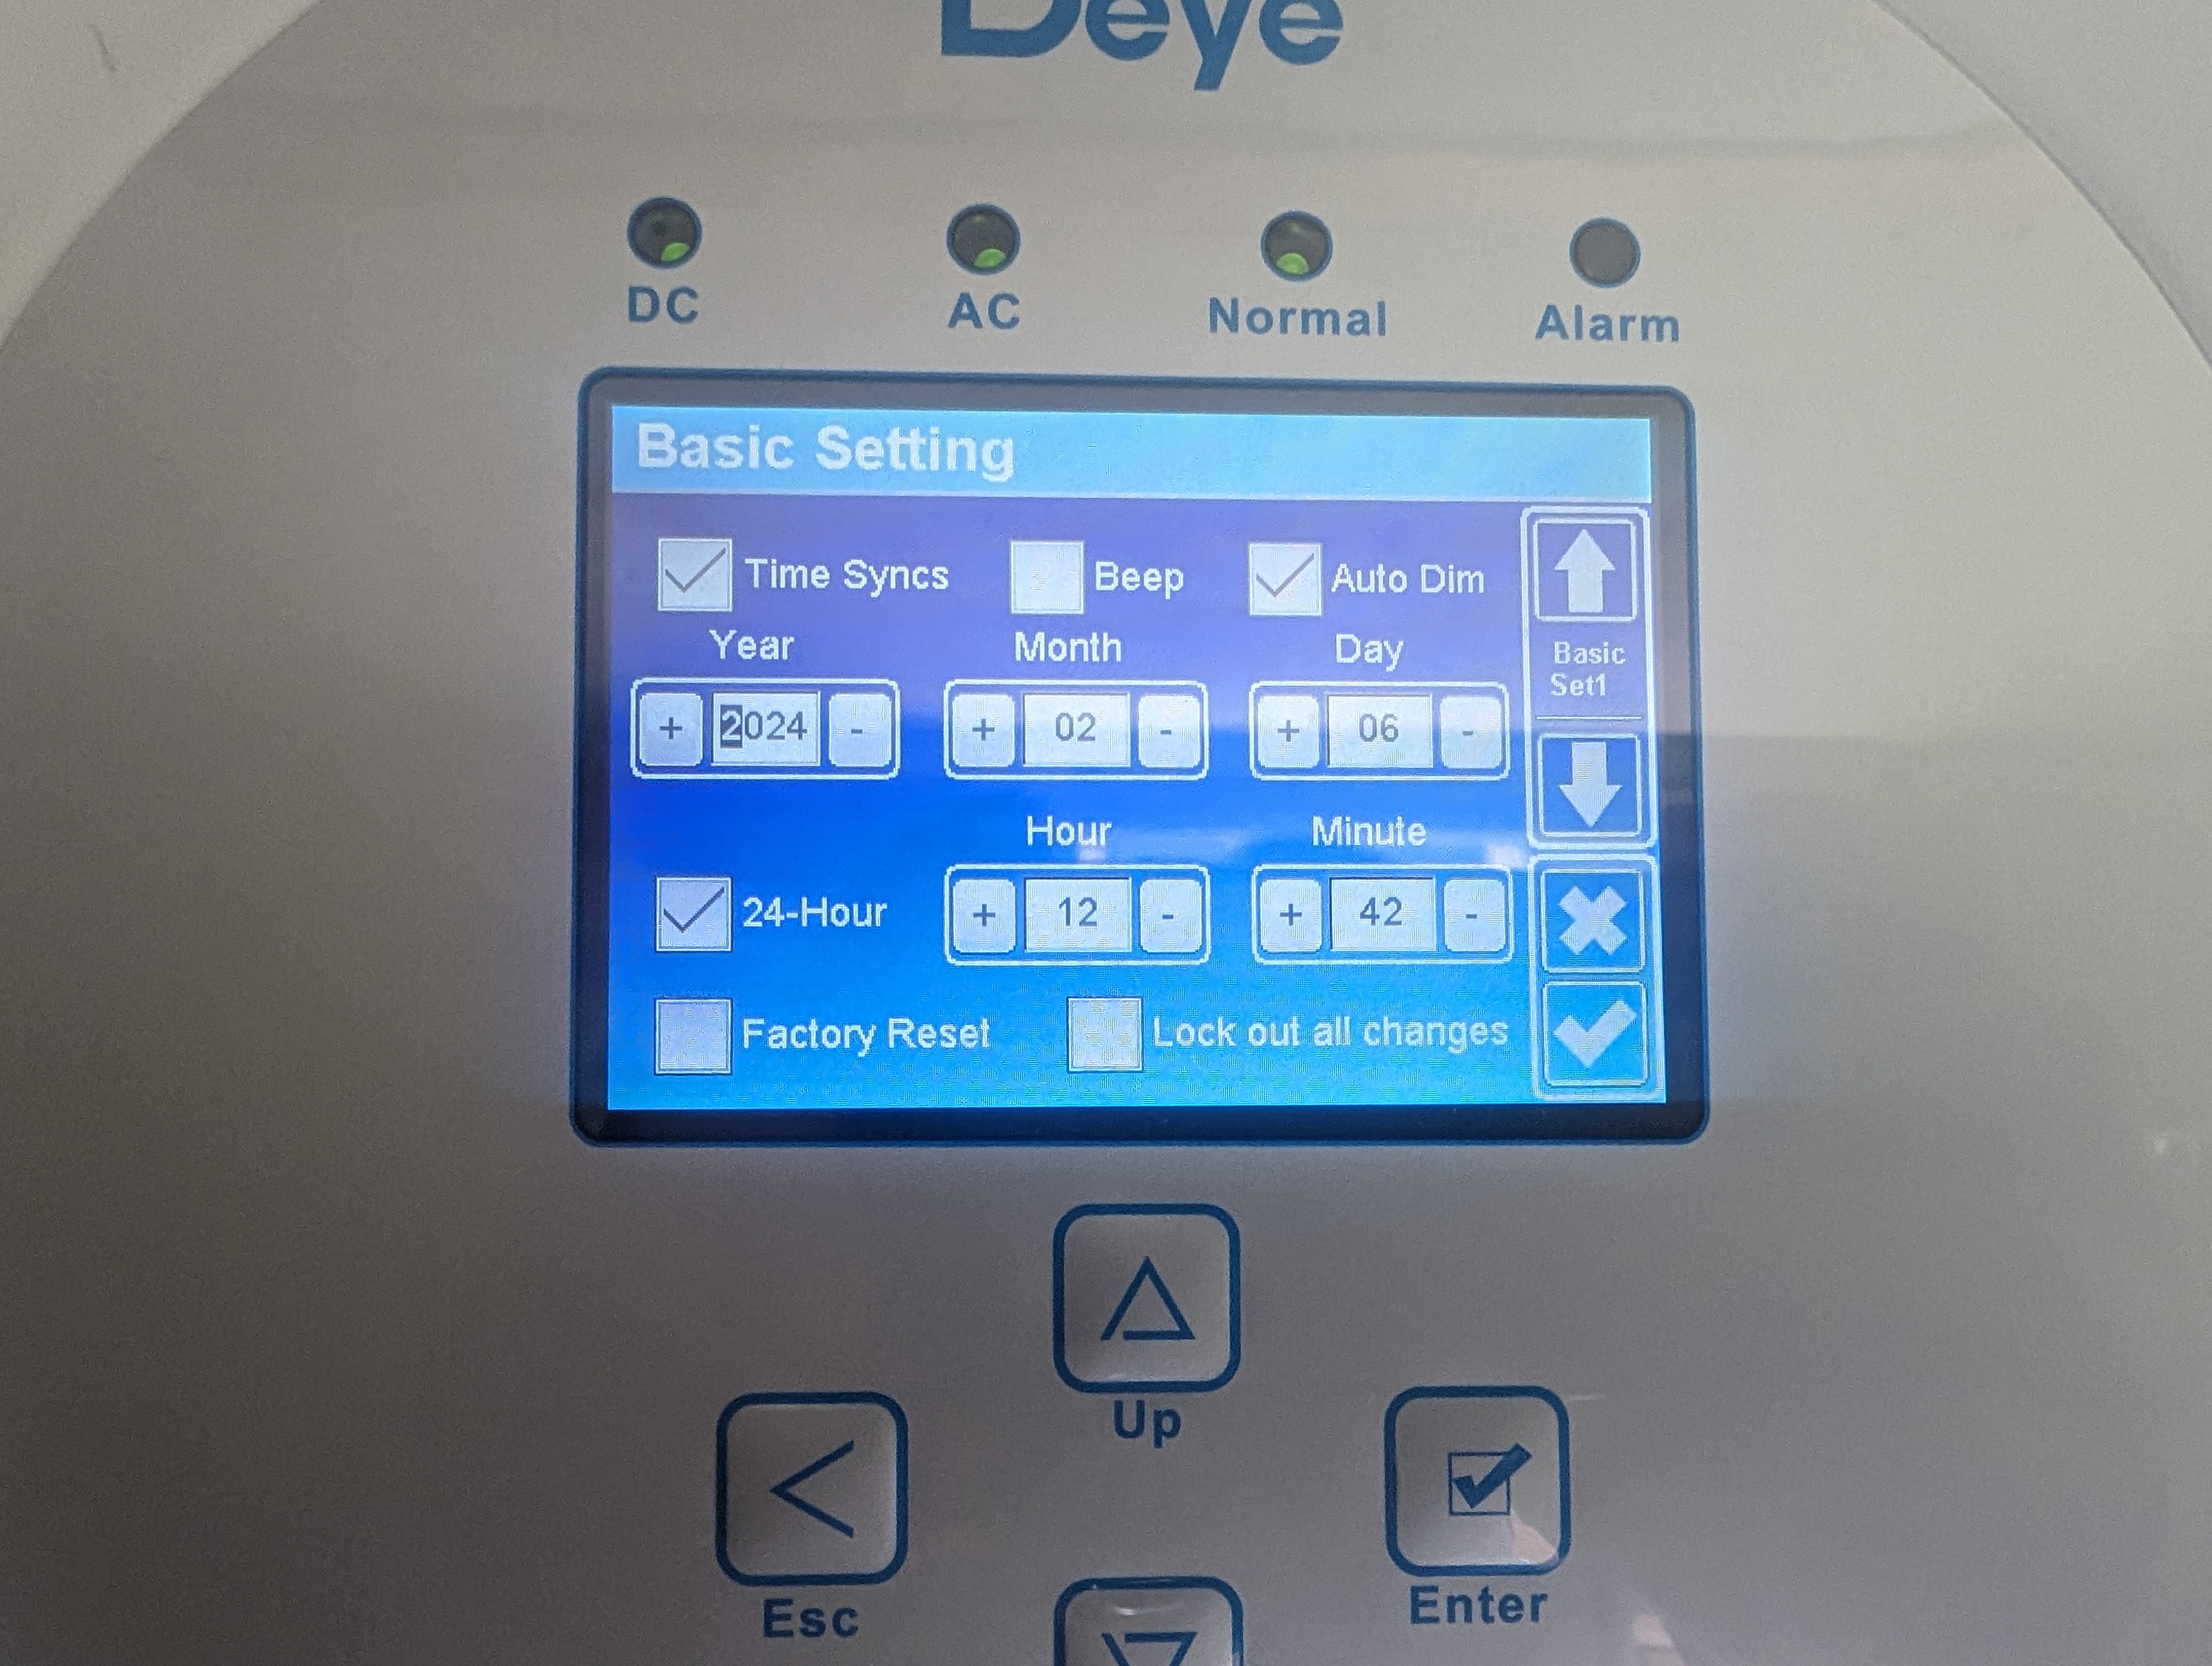 Deye
DC AC Normal Alarm
Basic Setting
Time Syncs Beep Auto Dim
Year Month Day
+ 2024 - + 02 - + 06 -
Basic
Set1
Hour Minute
24-Hour + 12 - + 42 -
Factory Reset Lock out all changes
Up
Esc Enter